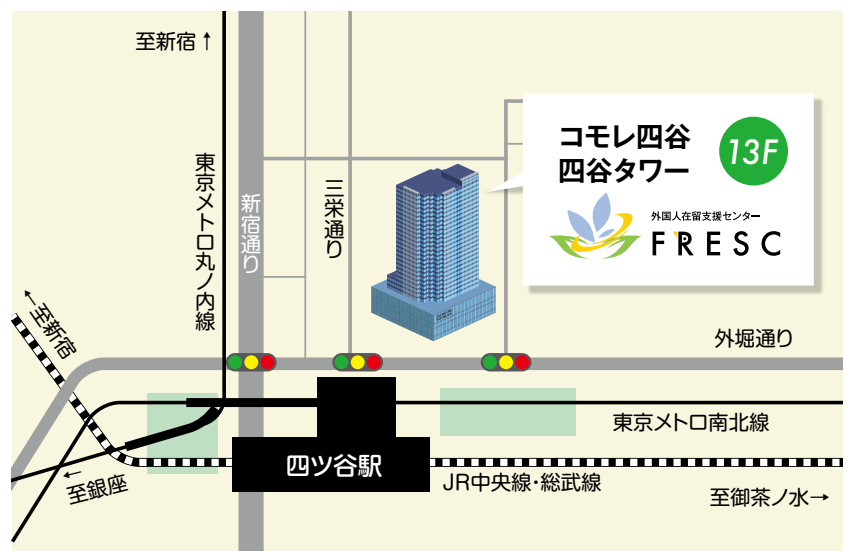 至新宿↑
コモレ四谷
四谷タワー
13F
外国人在留支援センター
FRESC
東京メトロ丸ノ内線
新宿通り
三栄通り
←至新宿
外堀通り
東京メトロ南北線
四ツ谷駅
JR中央線・総武線
←
至銀座
至御茶ノ水→